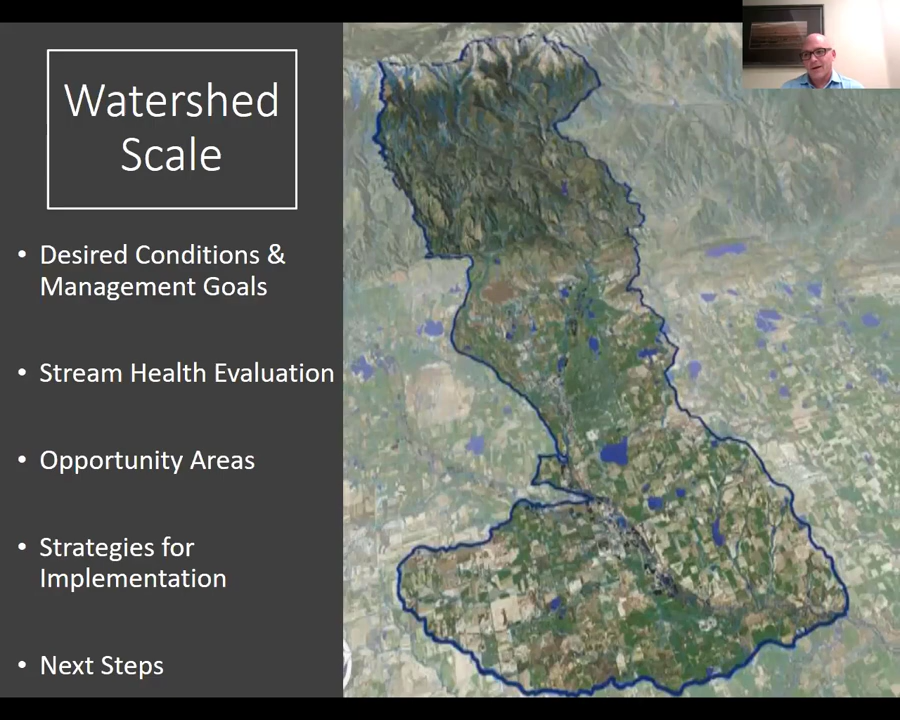 Watershed
Scale
• Desired Conditions &
Management Goals
• Stream Health Evaluation
• Opportunity Areas
• Strategies for
Implementation
• Next Steps